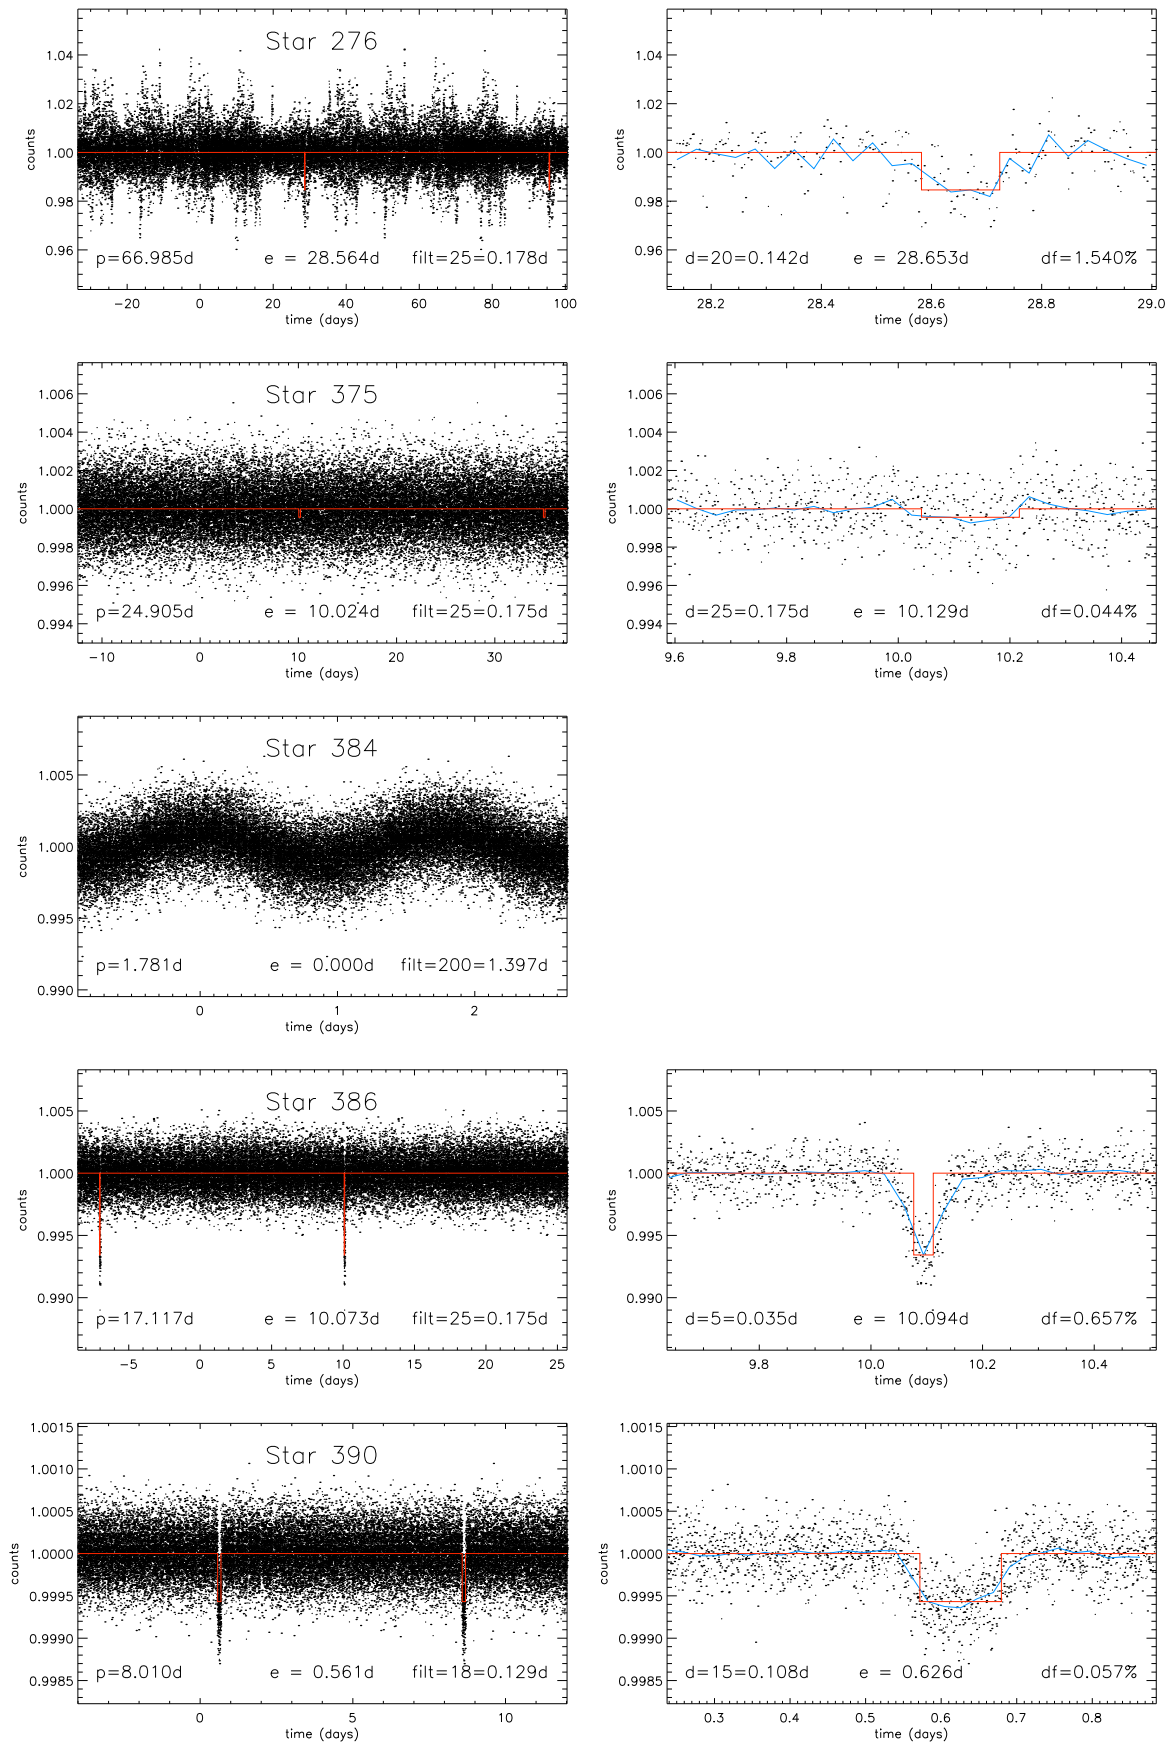 Star 276
counts
1.04
1.02
1.00
0.98
0.96
p=66.985d e = 28.564d filt=25=0.178d
−20 0 20 40 60 80 100
time (days)
counts
1.04
1.02
1.00
0.98
0.96
d=20=0.142d e = 28.653d df=1.540%
28.2 28.4 28.6 28.8 29.0
time (days)
Star 375
counts
1.006
1.004
1.002
1.000
0.998
0.996
0.994
p=24.905d e = 10.024d filt=25=0.175d
−10 0 10 20 30
time (days)
counts
1.006
1.004
1.002
1.000
0.998
0.996
0.994
d=25=0.175d e = 10.129d df=0.044%
9.6 9.8 10.0 10.2 10.4
time (days)
Star 384
counts
1.005
1.000
0.995
0.990
p=1.781d e = 0.000d filt=200=1.397d
0 1 2
time (days)
Star 386
counts
1.005
1.000
0.995
0.990
p=17.117d e = 10.073d filt=25=0.175d
−5 0 5 10 15 20 25
time (days)
counts
1.005
1.000
0.995
0.990
d=5=0.035d e = 10.094d df=0.657%
9.8 10.0 10.2 10.4
time (days)
Star 390
counts
1.0015
1.0010
1.0005
1.0000
0.9995
0.9990
0.9985
p=8.010d e = 0.561d filt=18=0.129d
0 5 10
time (days)
counts
1.0015
1.0010
1.0005
1.0000
0.9995
0.9990
0.9985
d=15=0.108d e = 0.626d df=0.057%
0.3 0.4 0.5 0.6 0.7 0.8
time (days)